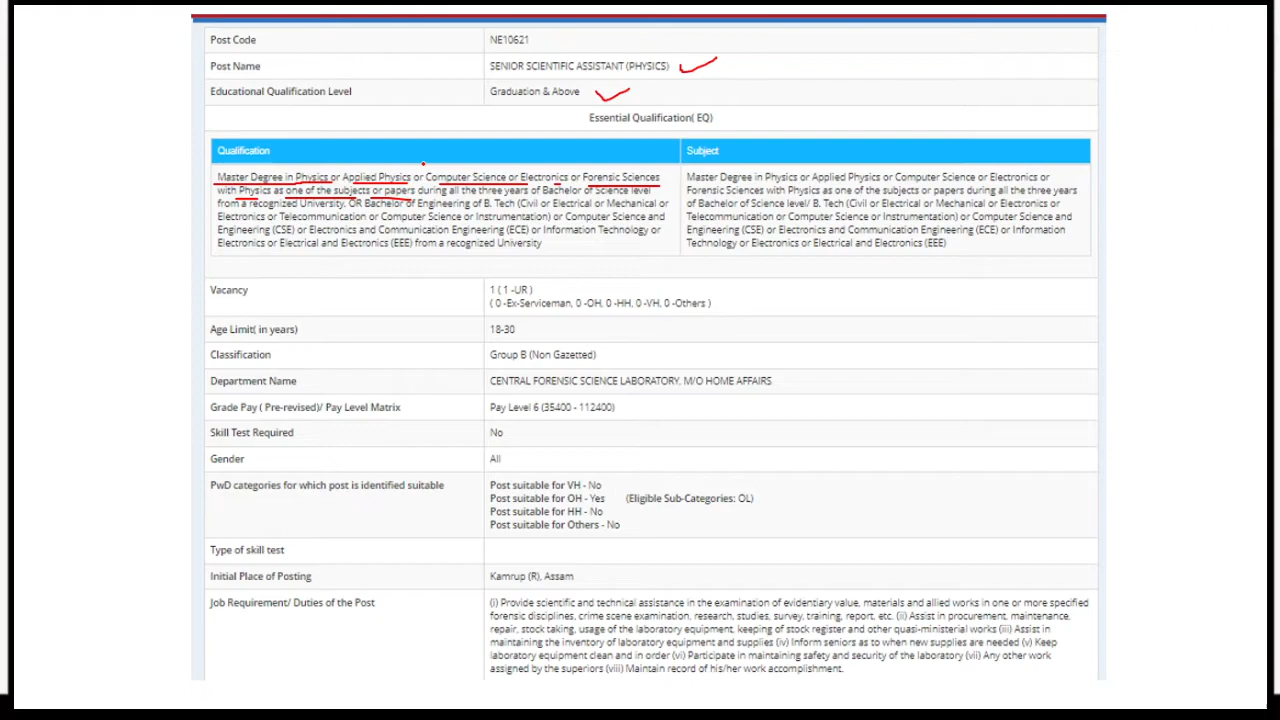 Post Code NE10621
Post Name SENIOR SCIENTIFIC ASSISTANT (PHYSICS)
Educational Qualification Level Graduation & Above
Essential Qualification( EQ)
Qualification Subject
Master Degree in Physics or Applied Physics or Computer Science or Electronics or Forensic Sciences
with Physics as one of the subjects or papers during all the three years of Bachelor of Science level
from a recognized University. OR Bachelor of Engineering of B. Tech (Civil or Electrical or Mechanical or
Electronics or Telecommunication or Computer Science or Instrumentation) or Computer Science and
Engineering (CSE) or Electronics and Communication Engineering (ECE) or Information Technology or
Electronics or Electrical and Electronics (EEE) from a recognized University
Master Degree in Physics or Applied Physics or Computer Science or Electronics or
Forensic Sciences with Physics as one of the subjects or papers during all the three years
of Bachelor of Science level/ B. Tech (Civil or Electrical or Mechanical or Electronics or
Telecommunication or Computer Science or Instrumentation) or Computer Science and
Engineering (CSE) or Electronics and Communication Engineering (ECE) or Information
Technology or Electronics or Electrical and Electronics (EEE)
Vacancy 1 ( 1 -UR )
( 0 -Ex-Serviceman, 0 -OH, 0 -HH, 0 -VH, 0 -Others )
Age Limit( in years) 18-30
Classification Group B (Non Gazetted)
Department Name CENTRAL FORENSIC SCIENCE LABORATORY, M/O HOME AFFAIRS
Grade Pay ( Pre-revised)/ Pay Level Matrix Pay Level 6 (35400 - 112400)
Skill Test Required No
Gender All
PwD categories for which post is identified suitable Post suitable for VH - No
Post suitable for OH - Yes (Eligible Sub-Categories: OL)
Post suitable for HH - No
Post suitable for Others - No
Type of skill test
Initial Place of Posting Kamrup (R), Assam
Job Requirement/ Duties of the Post (i) Provide scientific and technical assistance in the examination of evidentiary value, materials and allied works in one or more specified
forensic disciplines, crime scene examination, research, studies, survey, training, report, etc. (ii) Assist in procurement, maintenance,
repair, stock taking, usage of the laboratory equipment, keeping of stock register and other quasi-ministerial works (iii) Assist in
maintaining the inventory of laboratory equipment and supplies (iv) Inform seniors as to when new supplies are needed (v) Keep
laboratory equipment clean and in order (vi) Participate in maintaining safety and security of the laboratory (vii) Any other work
assigned by the superiors (viii) Maintain record of his/her work accomplishment.